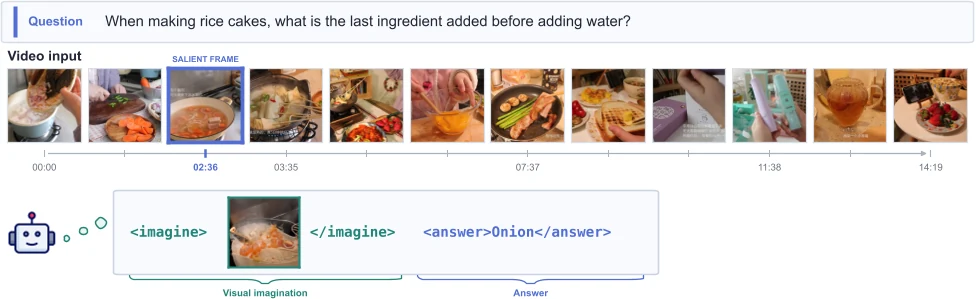 Question When making rice cakes, what is the last ingredient added before adding water?
Video input
SALIENT FRAME
00:00 02:36 03:35 07:37 11:38 14:19
<imagine> </imagine> <answer>Onion</answer>
Visual imagination Answer